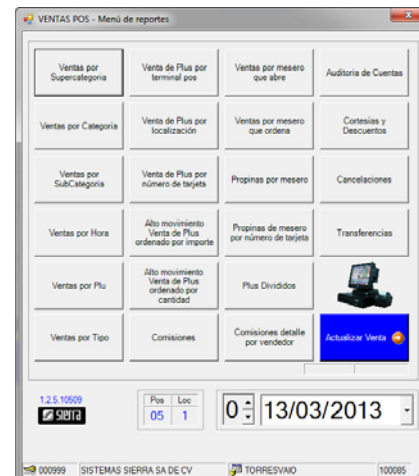 VENTAS POS - Menú de reportes
Ventas por
Supercategoria
Venta de Plus por
terminal pos
Ventas por mesero
que abre
Auditoria de Cuentas
Ventas por Categoria
Venta de Plus por
localización
Ventas por mesero
que ordena
Cortesias y
Descuentos
Ventas por
SubCategoria
Venta de Plus por
número de tarjeta
Propinas por mesero
Cancelaciones
Ventas por Hora
Alto movimiento
Venta de Plus
ordenado por importe
Propinas de mesero
por número de tarjeta
Transferencias
Ventas por Plu
Alto movimiento
Venta de Plus
ordenado por
cantidad
Plus Divididos
Ventas por Tipo
Comisiones
Comisiones detalle
por vendedor
Actualizar Venta
1.2.5.10509
sierra
Pos Loc
05 1
0
13/03/2013
000999 SISTEMAS SIERRA SA DE CV TORRESVAIO 100085